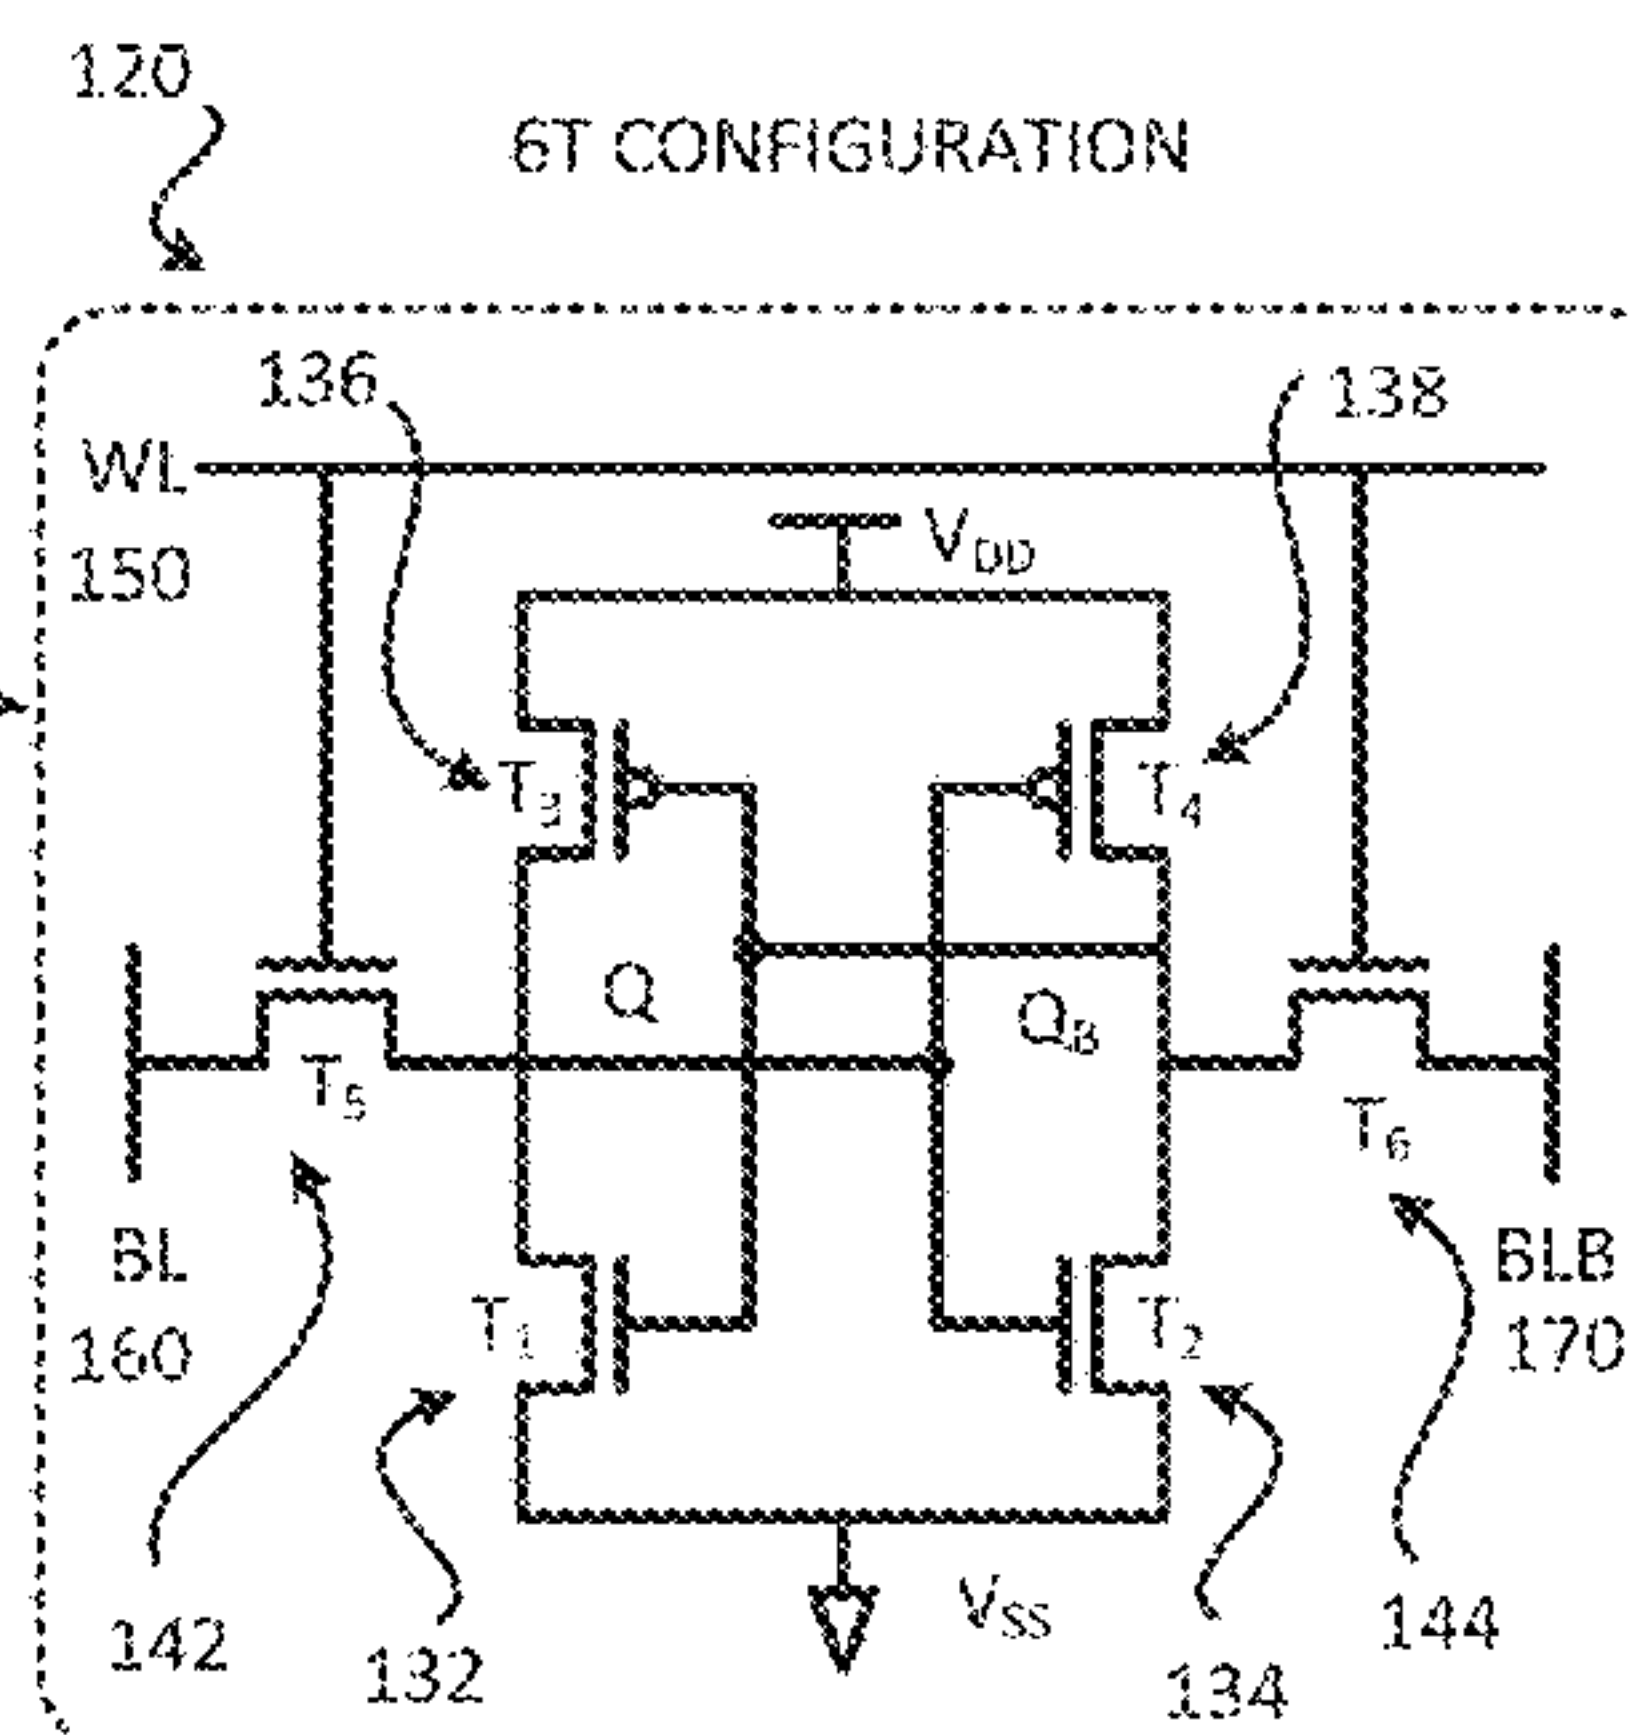 120
6T CONFIGURATION
136
138
WL
150
VDD
T3
T4
Q
QB
T5
T6
BL
160
BLB
170
T1
T2
VSS
142
132
134
144